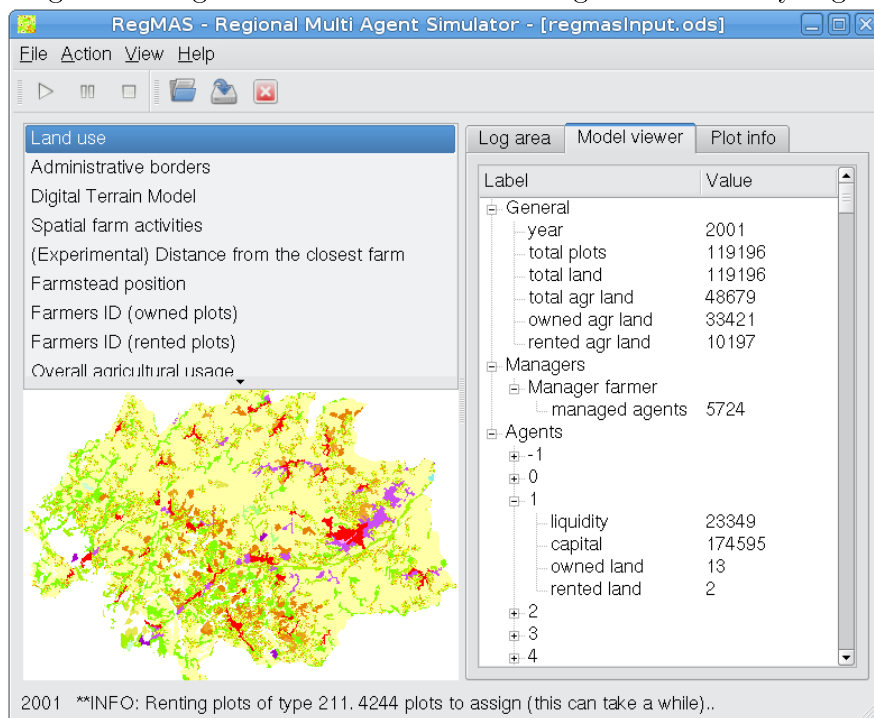 RegMAS - Regional Multi Agent Simulator - [regmasInput.ods]
File Action View Help
Land use
Administrative borders
Digital Terrain Model
Spatial farm activities
(Experimental) Distance from the closest farm
Farmstead position
Farmers ID (owned plots)
Farmers ID (rented plots)
Overall agricultural usage
Log area Model viewer Plot info
Label Value
General
year 2001
total plots 119196
total land 119196
total agr land 48679
owned agr land 33421
rented agr land 10197
Managers
Manager farmer
managed agents 5724
Agents
-1
0
1
liquidity 23349
capital 174595
owned land 13
rented land 2
2
3
4
2001 **INFO: Renting plots of type 211. 4244 plots to assign (this can take a while)..